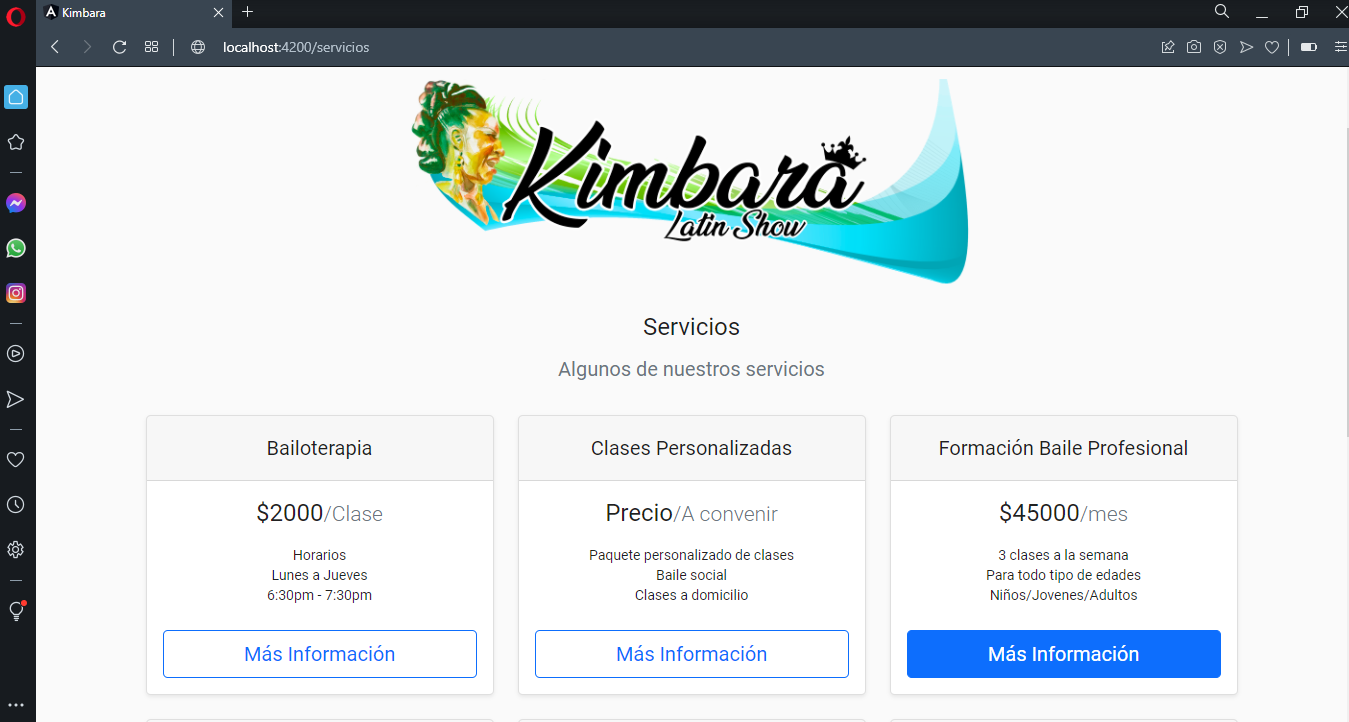 Kimbara
localhost:4200/servicios
Kimbara
Latin Show
Servicios
Algunos de nuestros servicios
Bailoterapia
$2000/Clase
Horarios
Lunes a Jueves
6:30pm - 7:30pm
Más Información
Clases Personalizadas
Precio/A convenir
Paquete personalizado de clases
Baile social
Clases a domicilio
Más Información
Formación Baile Profesional
$45000/mes
3 clases a la semana
Para todo tipo de edades
Niños/Jovenes/Adultos
Más Información